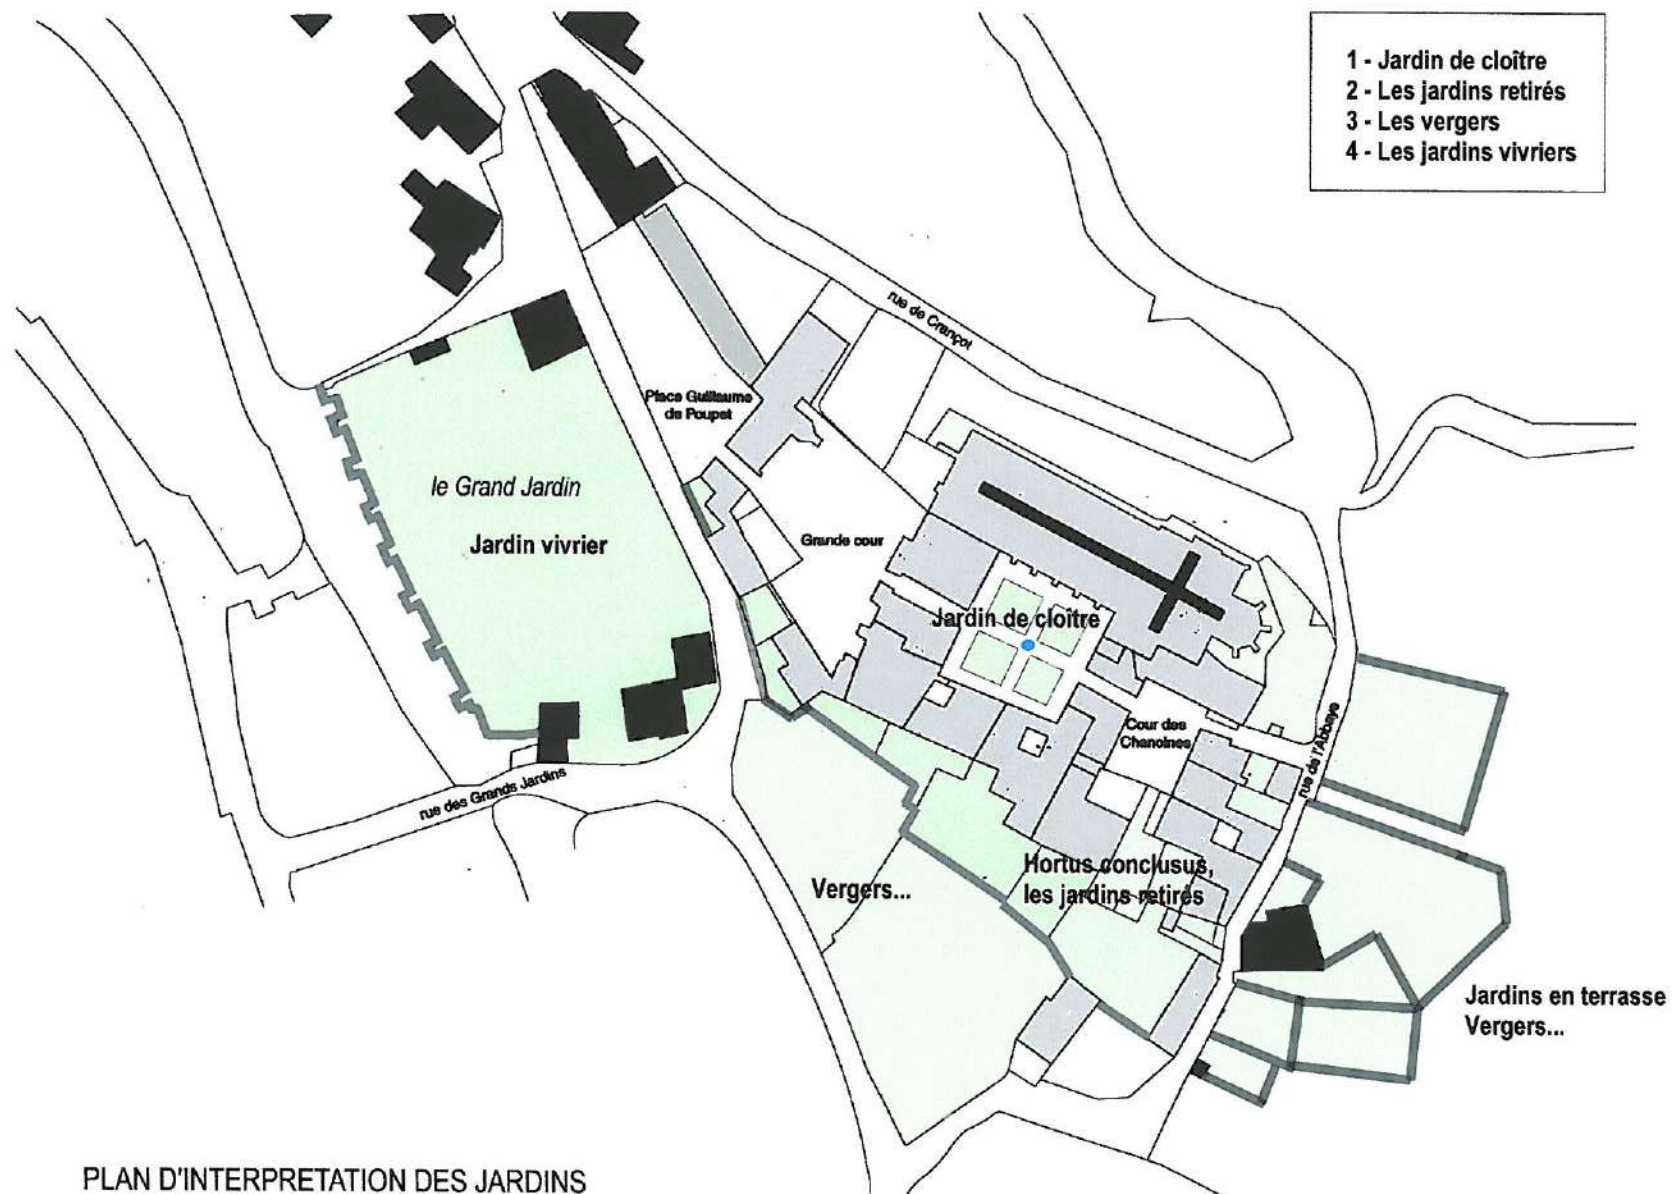 1 - Jardin de cloître
2 - Les jardins retirés
3 - Les vergers
4 - Les jardins vivriers
rue de Crançot
Place Guillaume
de Poupet
le Grand Jardin
Jardin vivrier
Grande cour
Jardin de cloître
Cour des
Chanoines
rue de l'Abbaye
rue des Grands Jardins
Vergers...
Hortus conclusus,
les jardins retirés
Jardins en terrasse
Vergers...
PLAN D'INTERPRETATION DES JARDINS